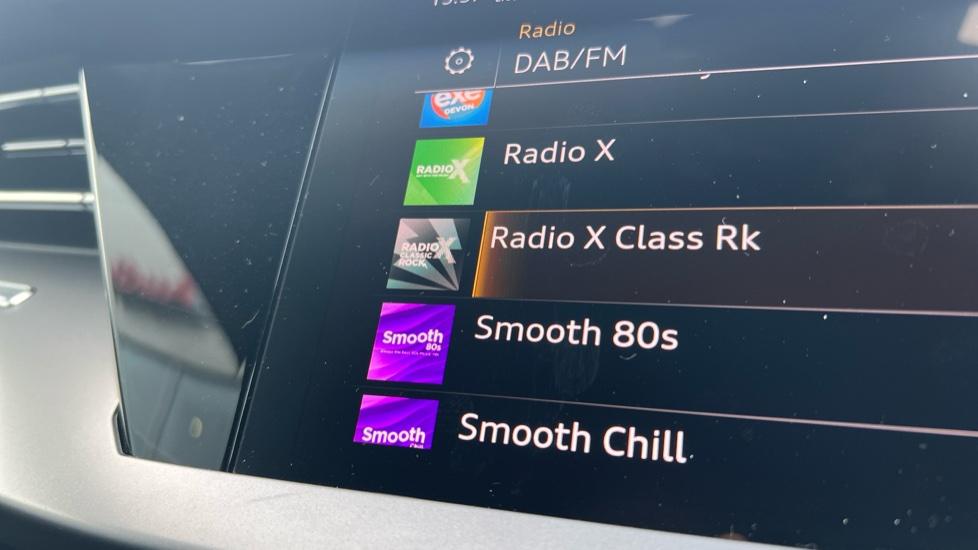 Radio
DAB/FM
exe
DEVON
RADIO X
Radio X
RADIO X
CLASSIC
ROCK
Radio X Class Rk
Smooth
80s
Smooth 80s
Smooth
Smooth Chill